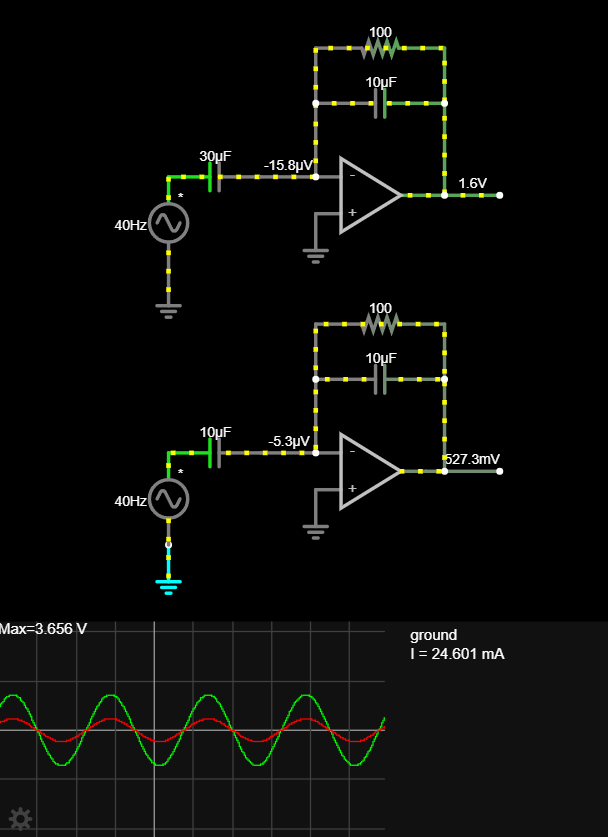 100
10µF
30µF
-15.8µV
-
1.6V
*
+
40Hz
100
10µF
10µF
-5.3µV
-
527.3mV
*
+
40Hz
Max=3.656 V
ground
I = 24.601 mA